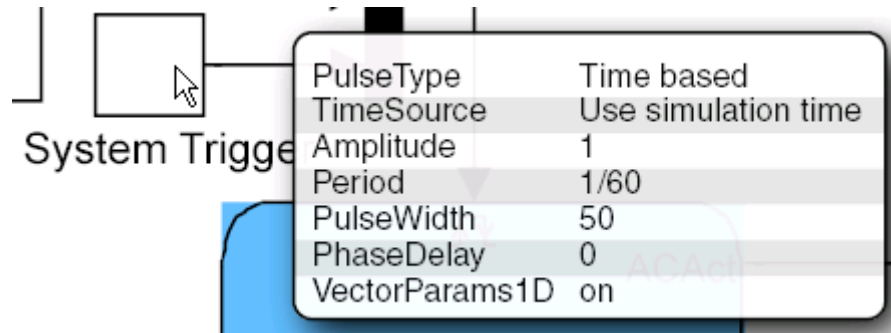 PulseType Time based
TimeSource Use simulation time
System Trigge
Amplitude 1
Period 1/60
PulseWidth 50
PhaseDelay 0
ACAct
VectorParams1D on